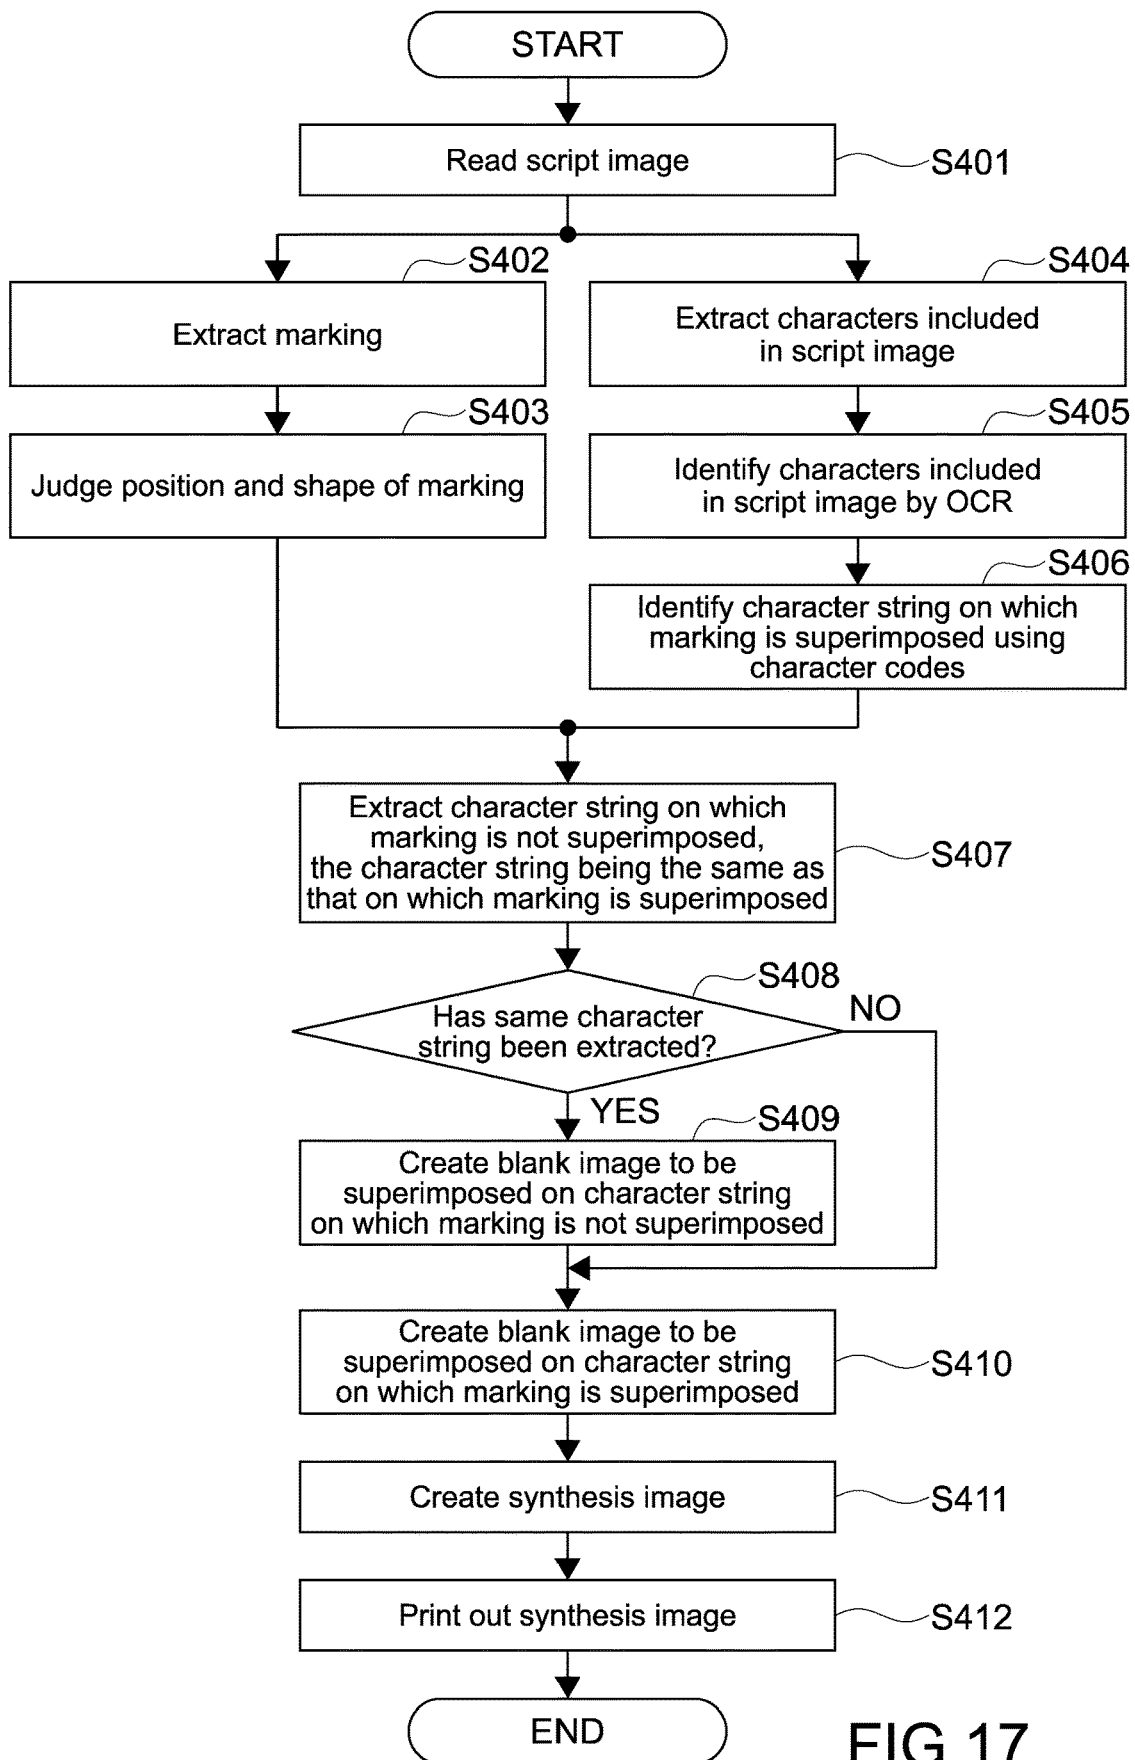 START
Read script image
S401
S402
Extract marking
S403
Judge position and shape of marking
S404
Extract characters included
in script image
S405
Identify characters included
in script image by OCR
S406
Identify character string on which
marking is superimposed using
character codes
Extract character string on which
marking is not superimposed,
the character string being the same as
that on which marking is superimposed
S407
S408
Has same character
string been extracted?
NO
YES
S409
Create blank image to be
superimposed on character string
on which marking is not superimposed
Create blank image to be
superimposed on character string
on which marking is superimposed
S410
Create synthesis image
S411
Print out synthesis image
S412
END
FIG.17